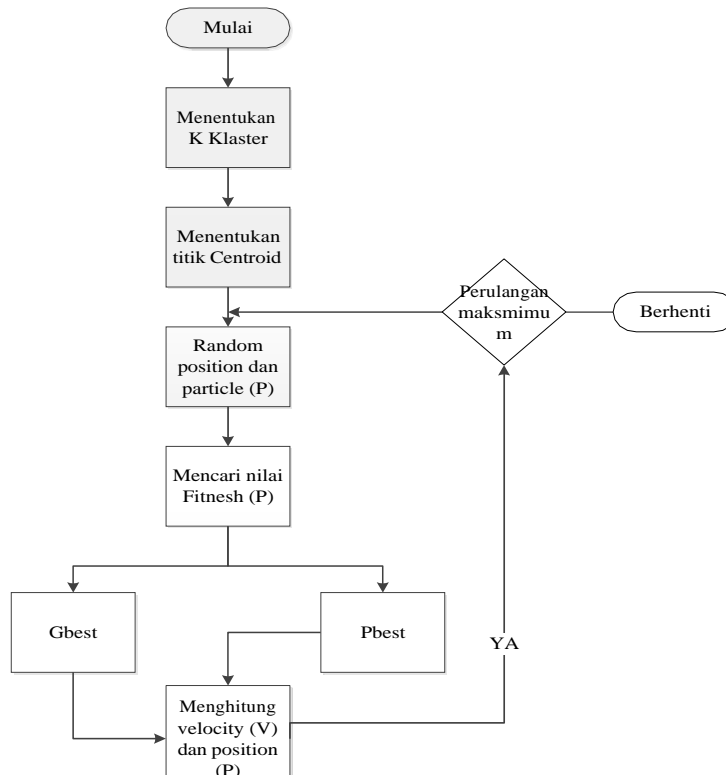 Mulai
Menentukan
K Klaster
Menentukan
titik Centroid
Perulangan
maksmimu
m
Berhenti
Random
position dan
particle (P)
Mencari nilai
Fitnesh (P)
Gbest
Pbest
YA
Menghitung
velocity (V)
dan position
(P)